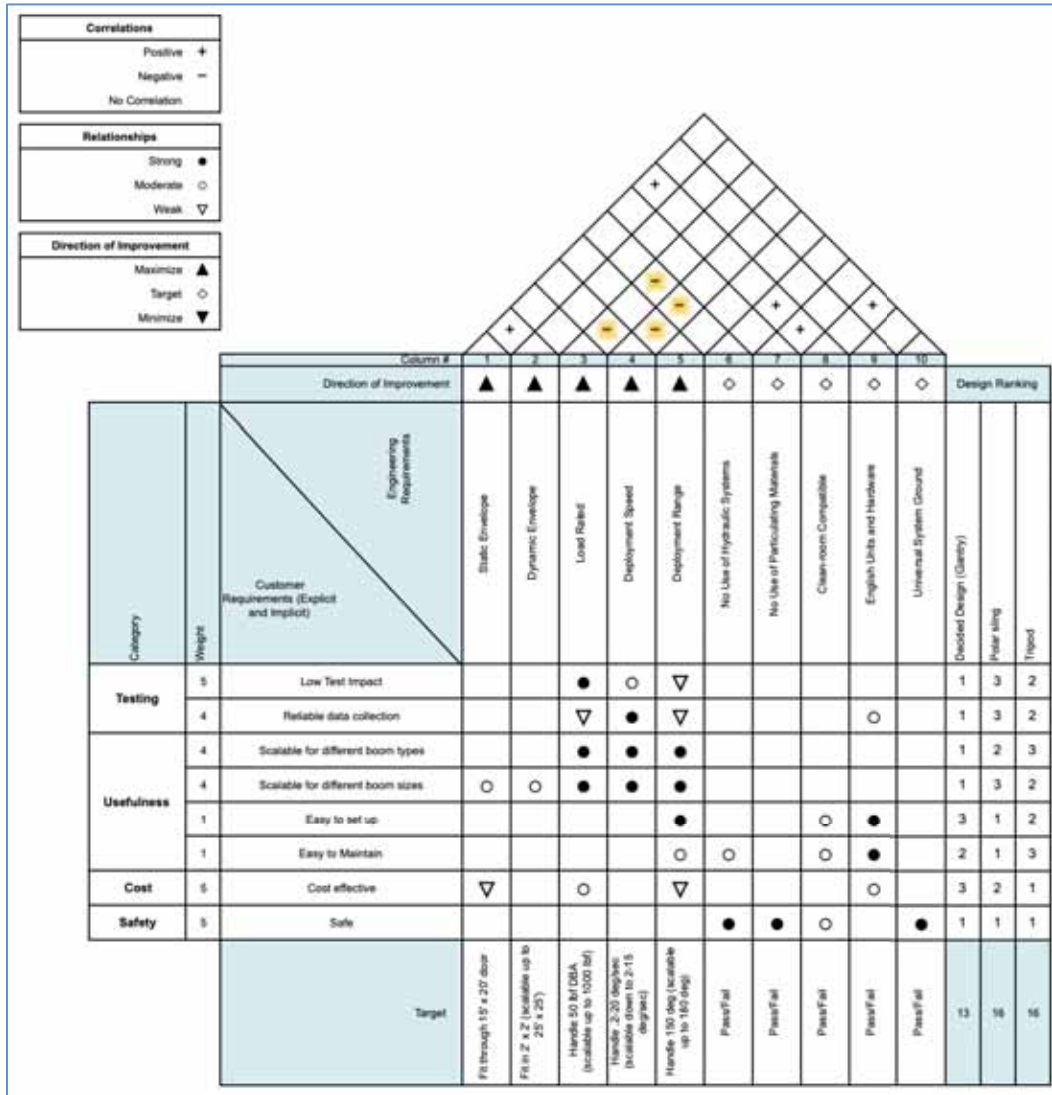 Correlations
Positive +
Negative −
No Correlation
Relationships
Strong ●
Moderate ○
Weak ▽
Direction of Improvement
Maximize ▲
Target ◇
Minimize ▼
Column # 1 2 3 4 5 6 7 8 9 10
Direction of Improvement ▲ ▲ ▲ ▲ ▲ ◇ ◇ ◇ ◇ ◇ Design Ranking
Category
Weight
Engineering
Requirements
Customer
Requirements (Explicit
and Implicit)
Static Envelope
Dynamic Envelope
Load Rated
Deployment Speed
Deployment Range
No Use of Hydraulic Systems
No Use of Particulating Materials
Clean-room Compatible
English Units and Hardware
Universal System Ground
Decided Design (Gantry)
Polar sling
Tripod
Testing
5 Low Test Impact ● ○ ▽ 1 3 2
4 Reliable data collection ▽ ● ▽ ○ 1 3 2
Usefulness
4 Scalable for different boom types ● ● ● 1 2 3
4 Scalable for different boom sizes ○ ○ ● ● ● 1 3 2
1 Easy to set up ● ○ ● 3 1 2
1 Easy to Maintain ○ ○ ○ ● 2 1 3
Cost
Cost effective ▽ ○ ▽ ○ 3 2 1
Safety
5 Safe ● ● ○ ● 1 1 1
Target
Fit through 15' x 20' door
Fit in 2' x 2' (scalable up to
25' x 25')
Handle 50 lbf DBA
(scalable up to 1000 lbf)
Handle .2-20 deg/sec
(scalable down to 2-15
deg/sec)
Handle 150 deg (scalable
up to 180 deg)
Pass/Fail
Pass/Fail
Pass/Fail
Pass/Fail
Pass/Fail
13 16 16